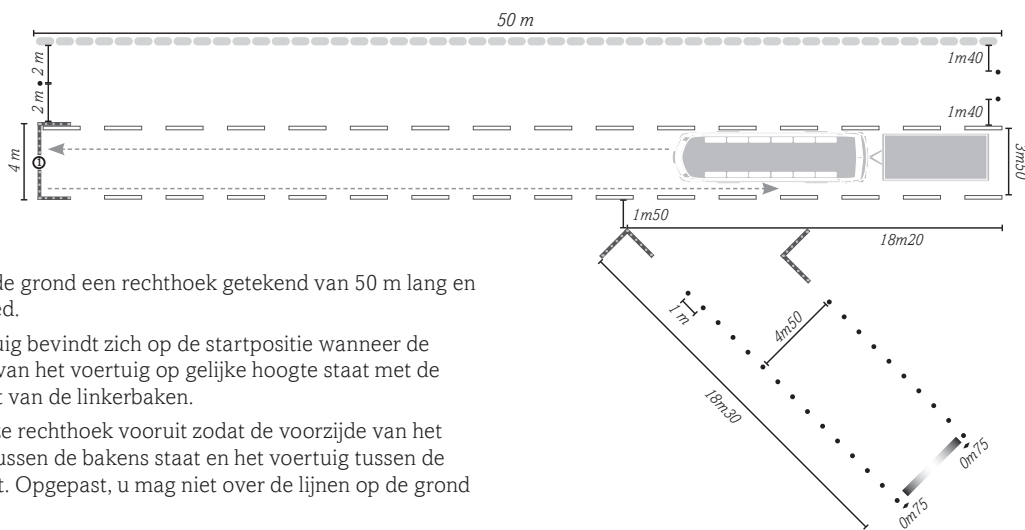 50 m
2 m
2 m
1m40
1m40
4 m
1
3m50
1m50
18m20
de grond een rechthoek getekend van 50 m lang en
ed.
uig bevindt zich op de startpositie wanneer de
van het voertuig op gelijke hoogte staat met de
t van de linkerbaken.
ze rechthoek vooruit zodat de voorzijde van het
tussen de bakens staat en het voertuig tussen de
t. Opgepast, u mag niet over de lijnen op de grond
1 m
4m50
18m30
0m75
0m75